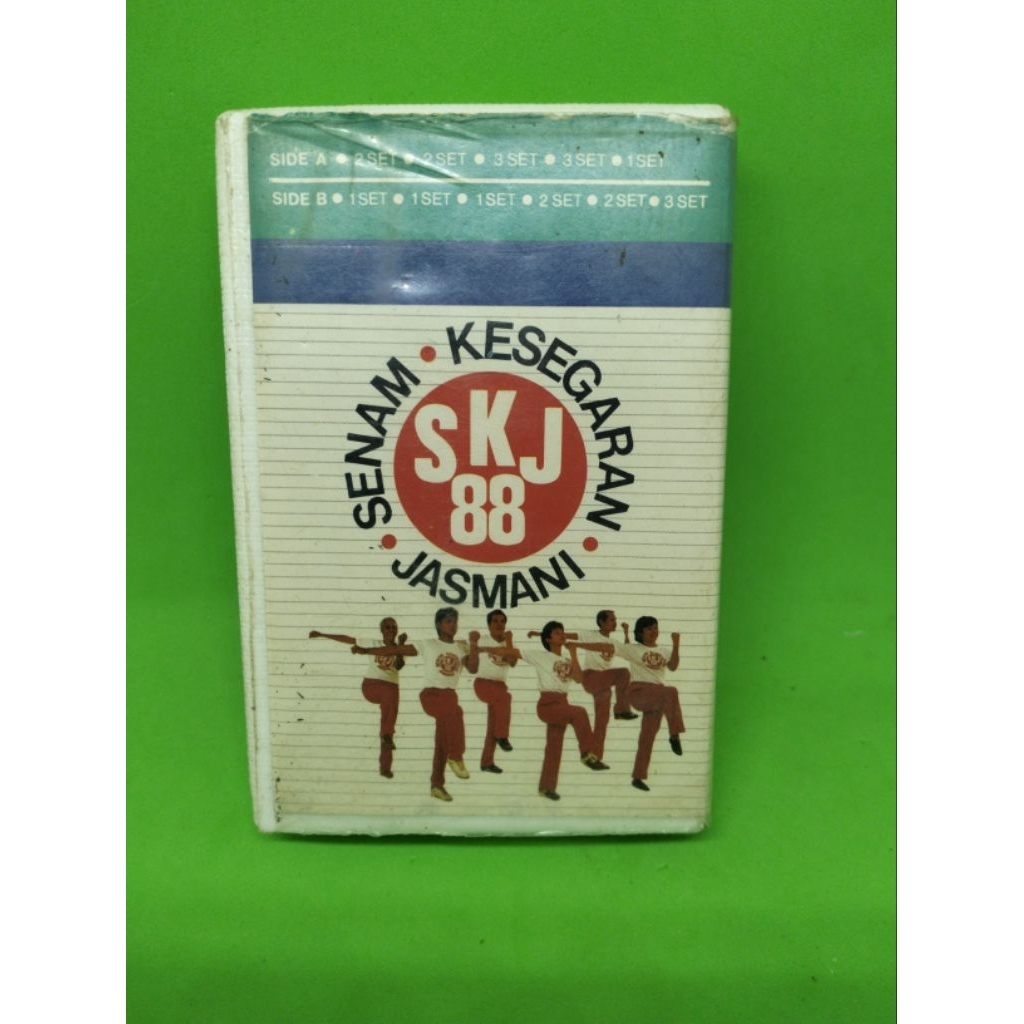 SIDE A ● 2 SET ● 2 SET ● 3 SET ● 3 SET ● 1 SET
SIDE B ● 1 SET ● 1 SET ● 1 SET ● 2 SET ● 2 SET ● 3 SET
SENAM • KESEGARAN • JASMANI •
SKJ
88